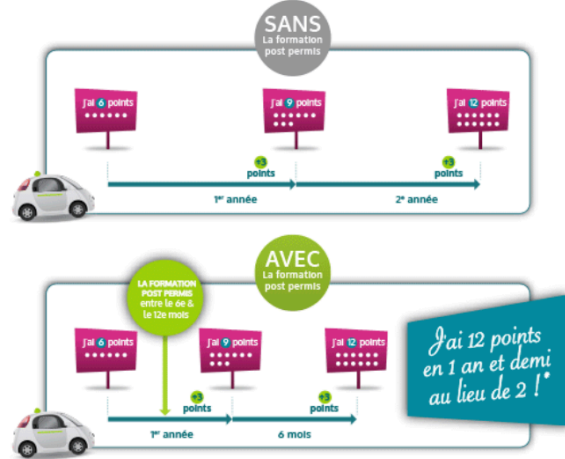 SANS
La formation
post permis
J'ai 6 points
J'ai 9 points
J'ai 12 points
+3
points
+3
points
1er année
2e année
AVEC
La formation
post permis
LA FORMATION
POST PERMIS
entre le 6e &
le 12e mois
J'ai 6 points
J'ai 9 points
J'ai 12 points
J'ai 12 points
en 1 an et demi
au lieu de 2 !*
+3
points
+3
points
1er année
6 mois